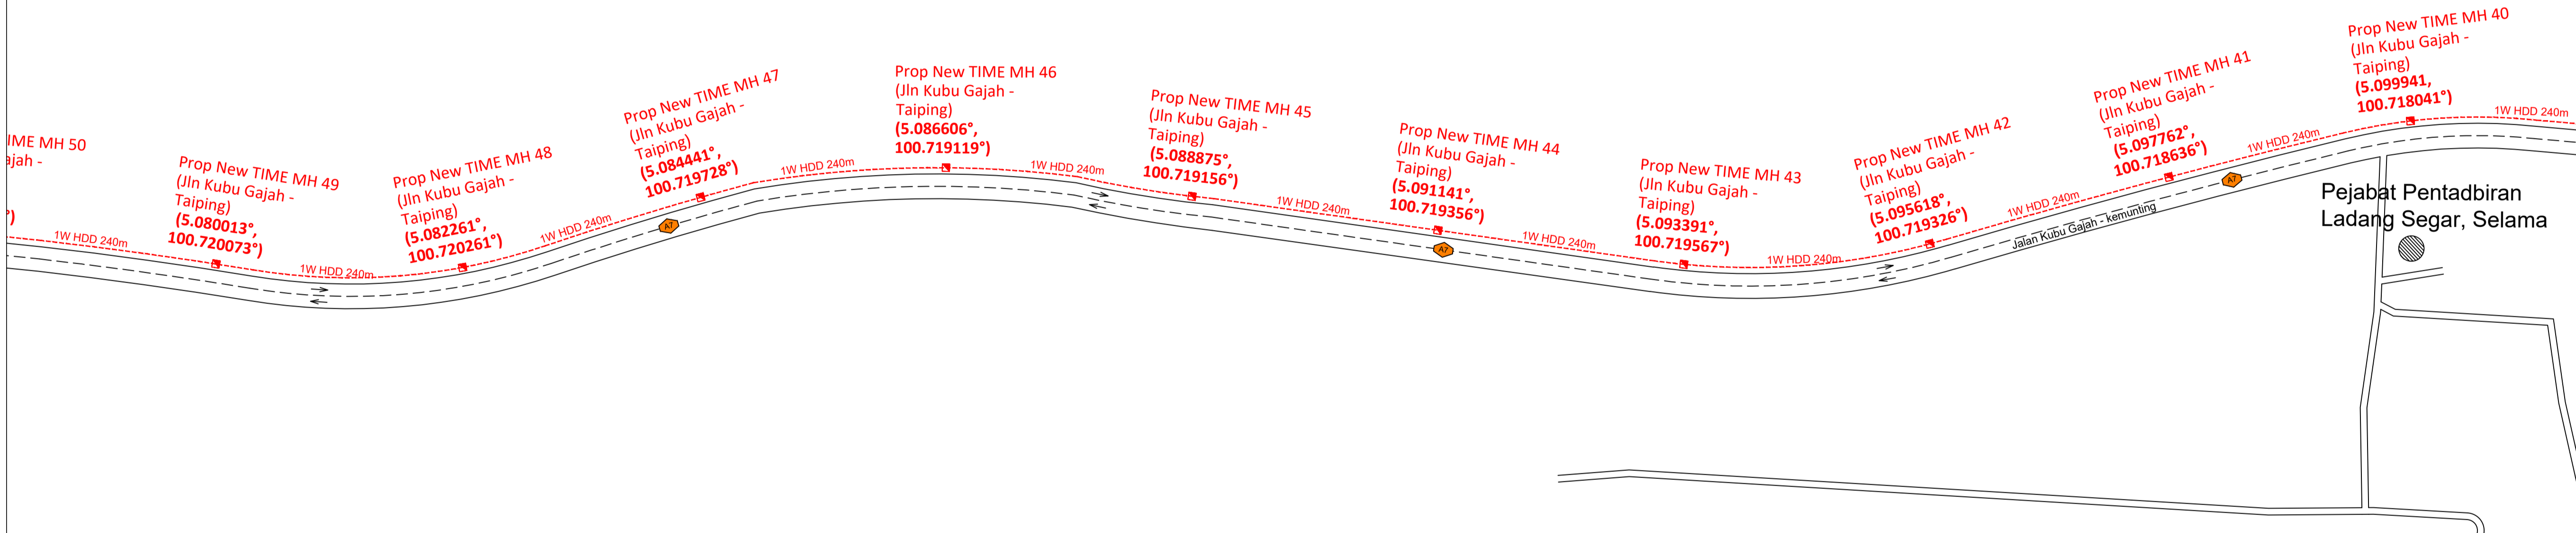 IME MH 50
ajah -
°)
1W HDD 240m
Prop New TIME MH 49
(Jln Kubu Gajah -
Taiping)
(5.080013°,
100.720073°)
1W HDD 240m
Prop New TIME MH 48
(Jln Kubu Gajah -
Taiping)
(5.082261°,
100.720261°)
1W HDD 240m
Prop New TIME MH 47
(Jln Kubu Gajah -
Taiping)
(5.084441°,
100.719728°)
A7
1W HDD 240m
Prop New TIME MH 46
(Jln Kubu Gajah -
Taiping)
(5.086606°,
100.719119°)
1W HDD 240m
Prop New TIME MH 45
(Jln Kubu Gajah -
Taiping)
(5.088875°,
100.719156°)
1W HDD 240m
Prop New TIME MH 44
(Jln Kubu Gajah -
Taiping)
(5.091141°,
100.719356°)
A7
1W HDD 240m
Prop New TIME MH 43
(Jln Kubu Gajah -
Taiping)
(5.093391°,
100.719567°)
1W HDD 240m
Prop New TIME MH 42
(Jln Kubu Gajah -
Taiping)
(5.095618°,
100.719326°)
1W HDD 240m
Jalan Kubu Gajah - kemunting
Prop New TIME MH 41
(Jln Kubu Gajah -
Taiping)
(5.097762°,
100.718636°)
A7
1W HDD 240m
Prop New TIME MH 40
(Jln Kubu Gajah -
Taiping)
(5.099941,
100.718041°)
1W HDD 240m
Pejabat Pentadbiran
Ladang Segar, Selama